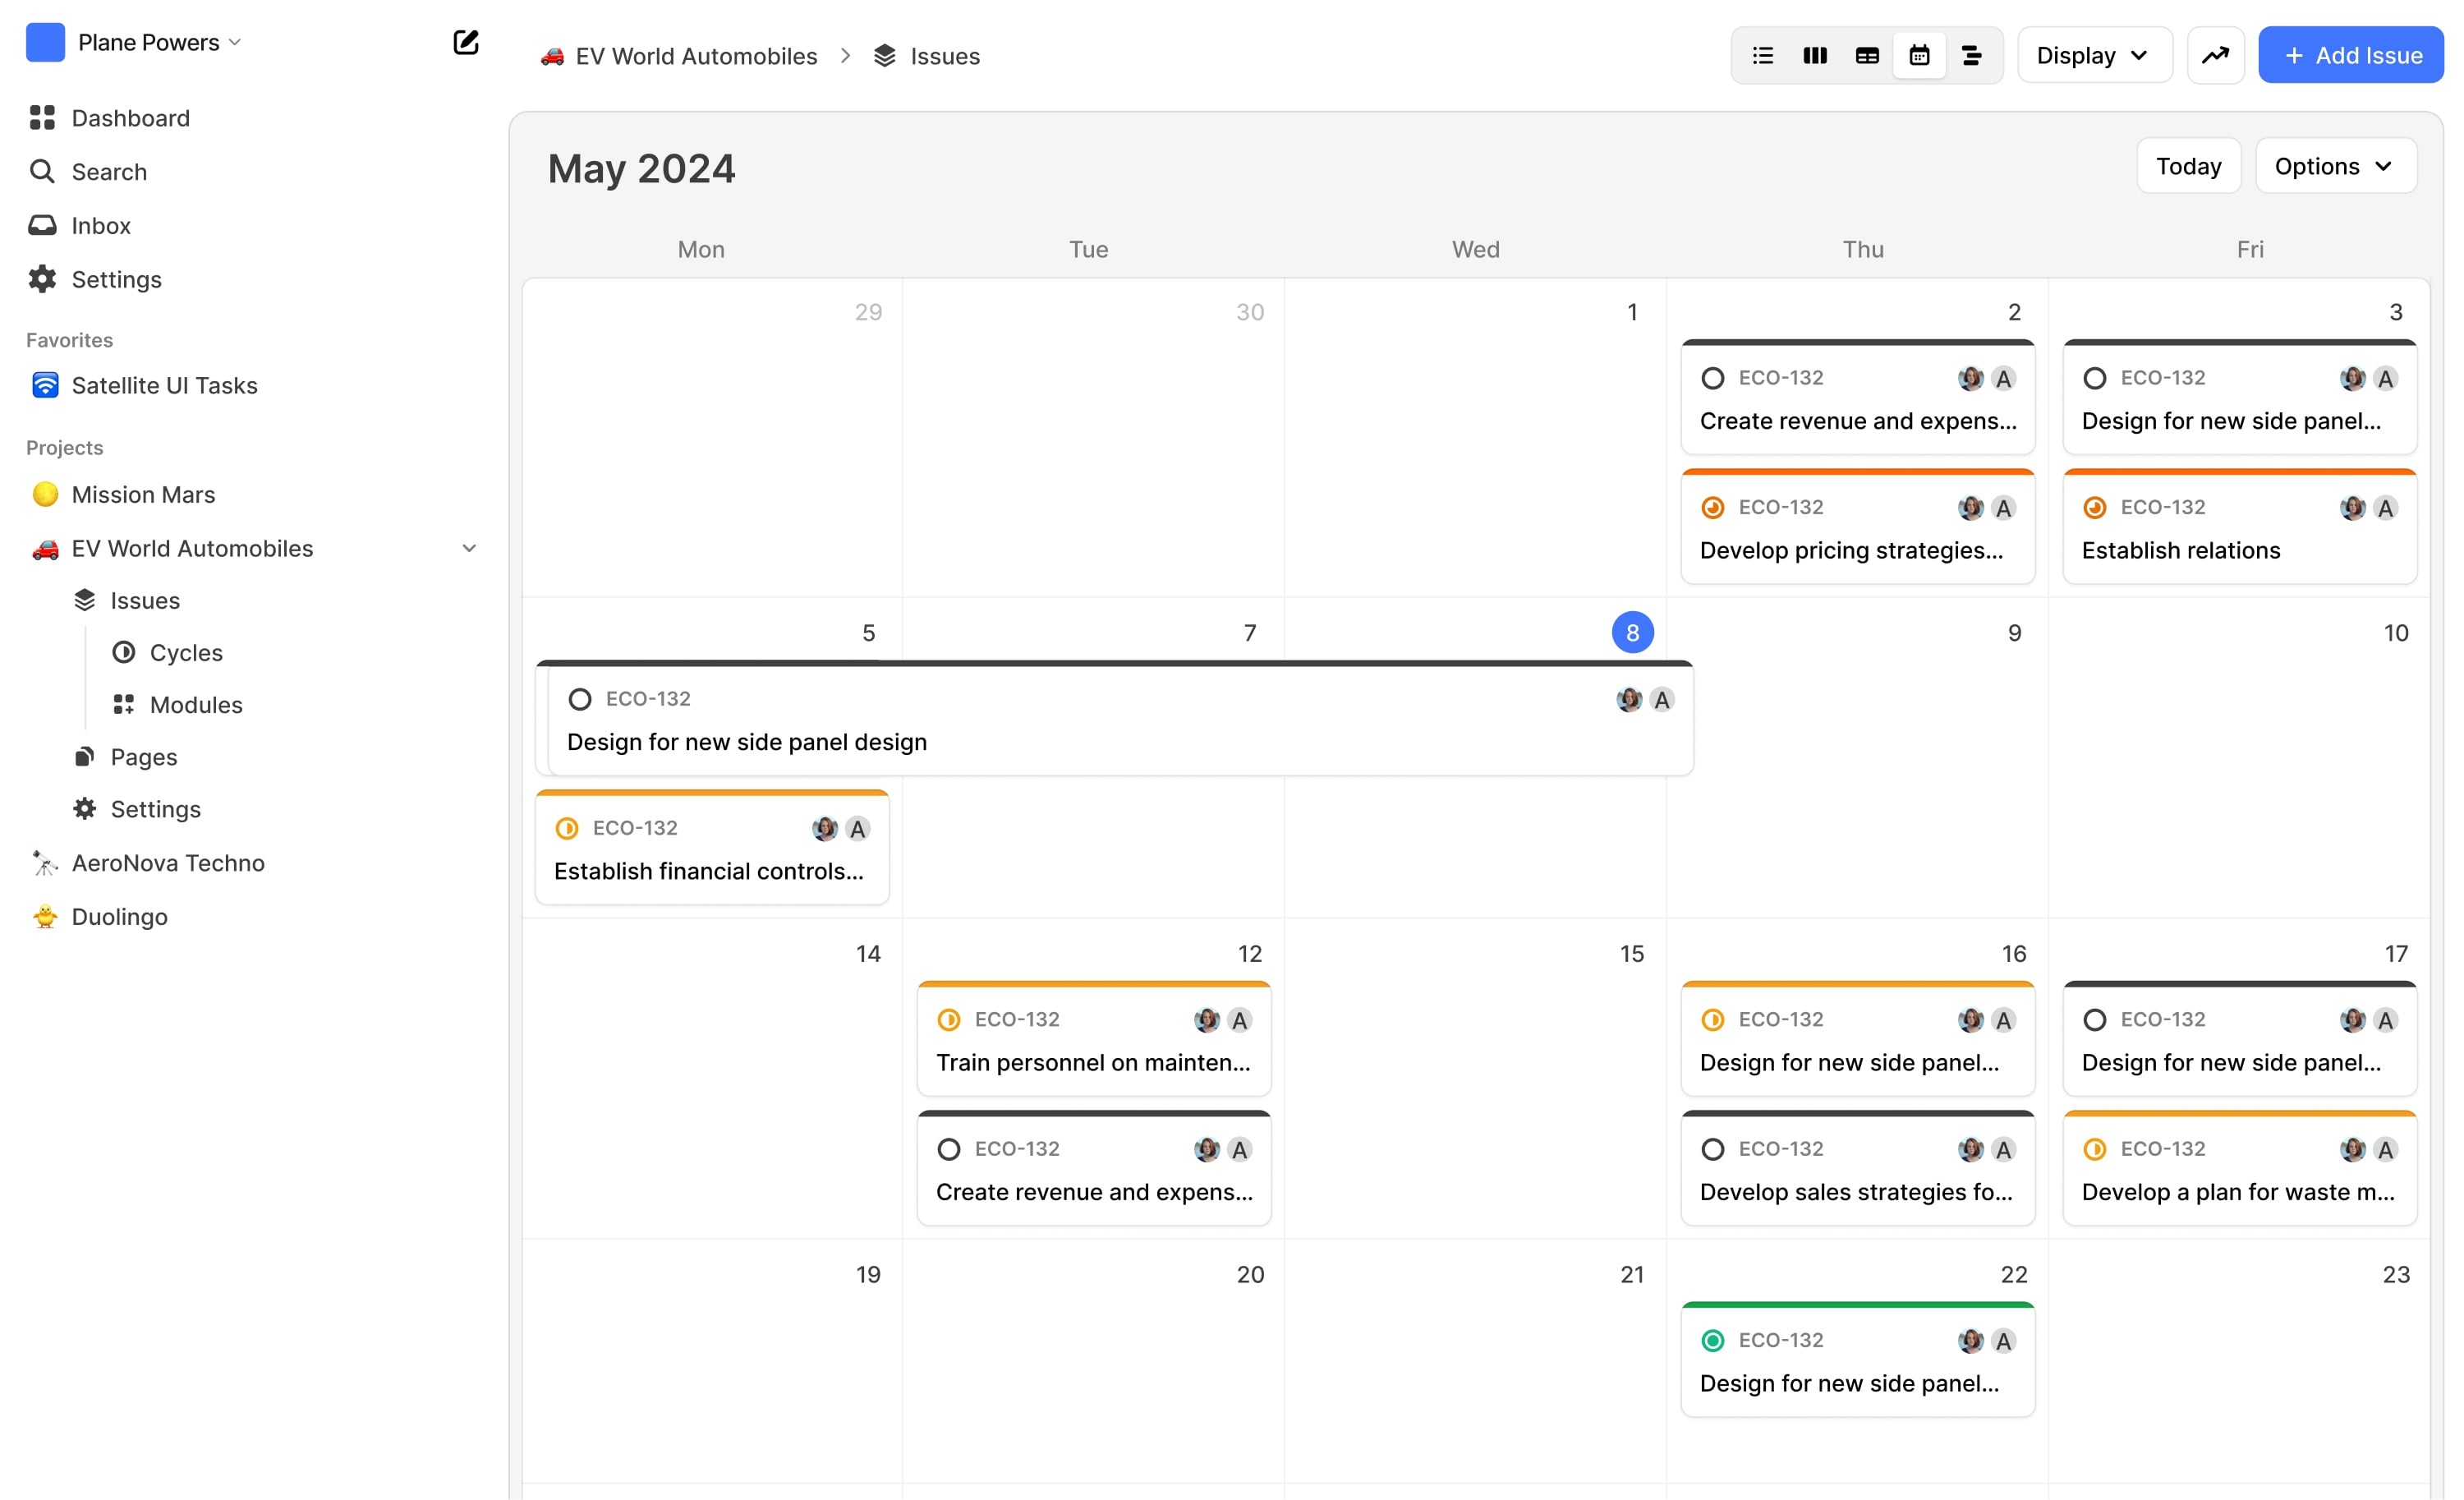 Plane Powers
EV World Automobiles
Issues
Display
Add Issue
Dashboard
Search
Inbox
Settings
Favorites
Satellite UI Tasks
Projects
Mission Mars
EV World Automobiles
Issues
Cycles
Modules
Pages
Settings
AeroNova Techno
Duolingo
May 2024
Today
Options
Mon Tue Wed Thu Fri
29 30 1 2 3
ECO-132 A
Create revenue and expens...
ECO-132 A
Develop pricing strategies...
ECO-132 A
Design for new side panel...
ECO-132 A
Establish relations
5 7 8 9 10
ECO-132 A
Design for new side panel design
ECO-132 A
Establish financial controls...
14 12 15 16 17
ECO-132 A
Train personnel on mainten...
ECO-132 A
Create revenue and expens...
ECO-132 A
Design for new side panel...
ECO-132 A
Develop sales strategies fo...
ECO-132 A
Design for new side panel...
ECO-132 A
Develop a plan for waste m...
19 20 21 22 23
ECO-132 A
Design for new side panel...